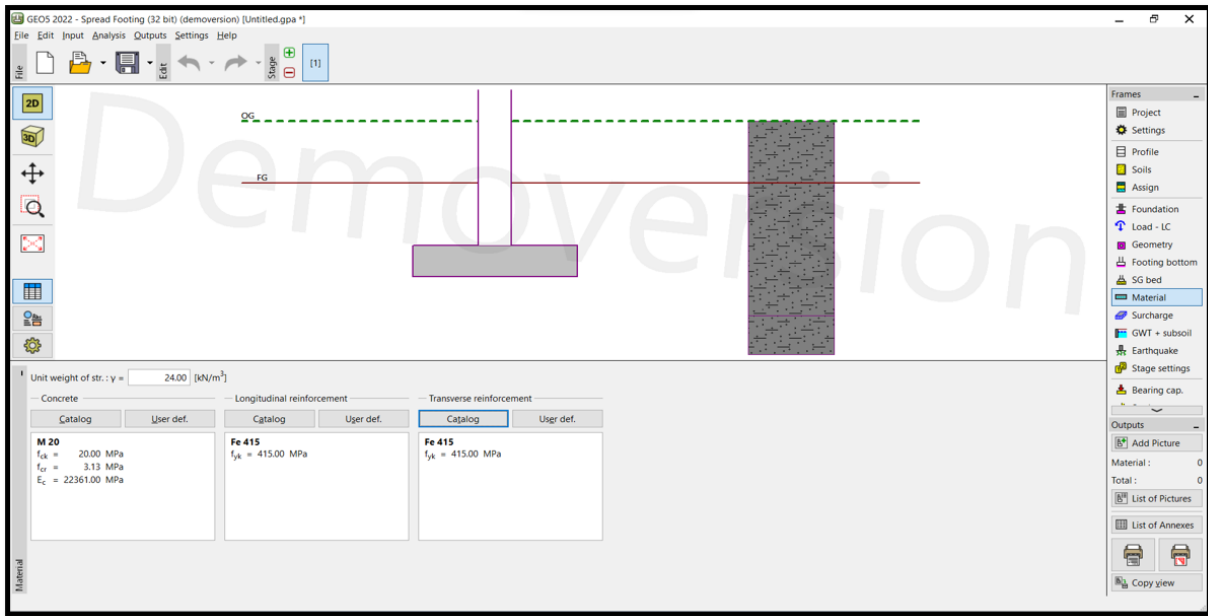 GEO5 2022 - Spread Footing (32 bit) (demoversion) [Untitled.gpa *]
File Edit Input Analysis Outputs Settings Help
File
Edit
Stage
[1]
2D
3D
Demoversion
OG
FG
Frames
Project
Settings
Profile
Soils
Assign
Foundation
Load - LC
Geometry
Footing bottom
SG bed
Material
Surcharge
GWT + subsoil
Earthquake
Stage settings
Bearing cap.
Outputs
Add Picture
Material : 0
Total : 0
List of Pictures
List of Annexes
Copy view
Material
Unit weight of str. : γ = 24.00 [kN/m³]
Concrete
Catalog User def.
M 20
fck = 20.00 MPa
fcr = 3.13 MPa
Ec = 22361.00 MPa
Longitudinal reinforcement
Catalog User def.
Fe 415
fyk = 415.00 MPa
Transverse reinforcement
Catalog User def.
Fe 415
fyk = 415.00 MPa